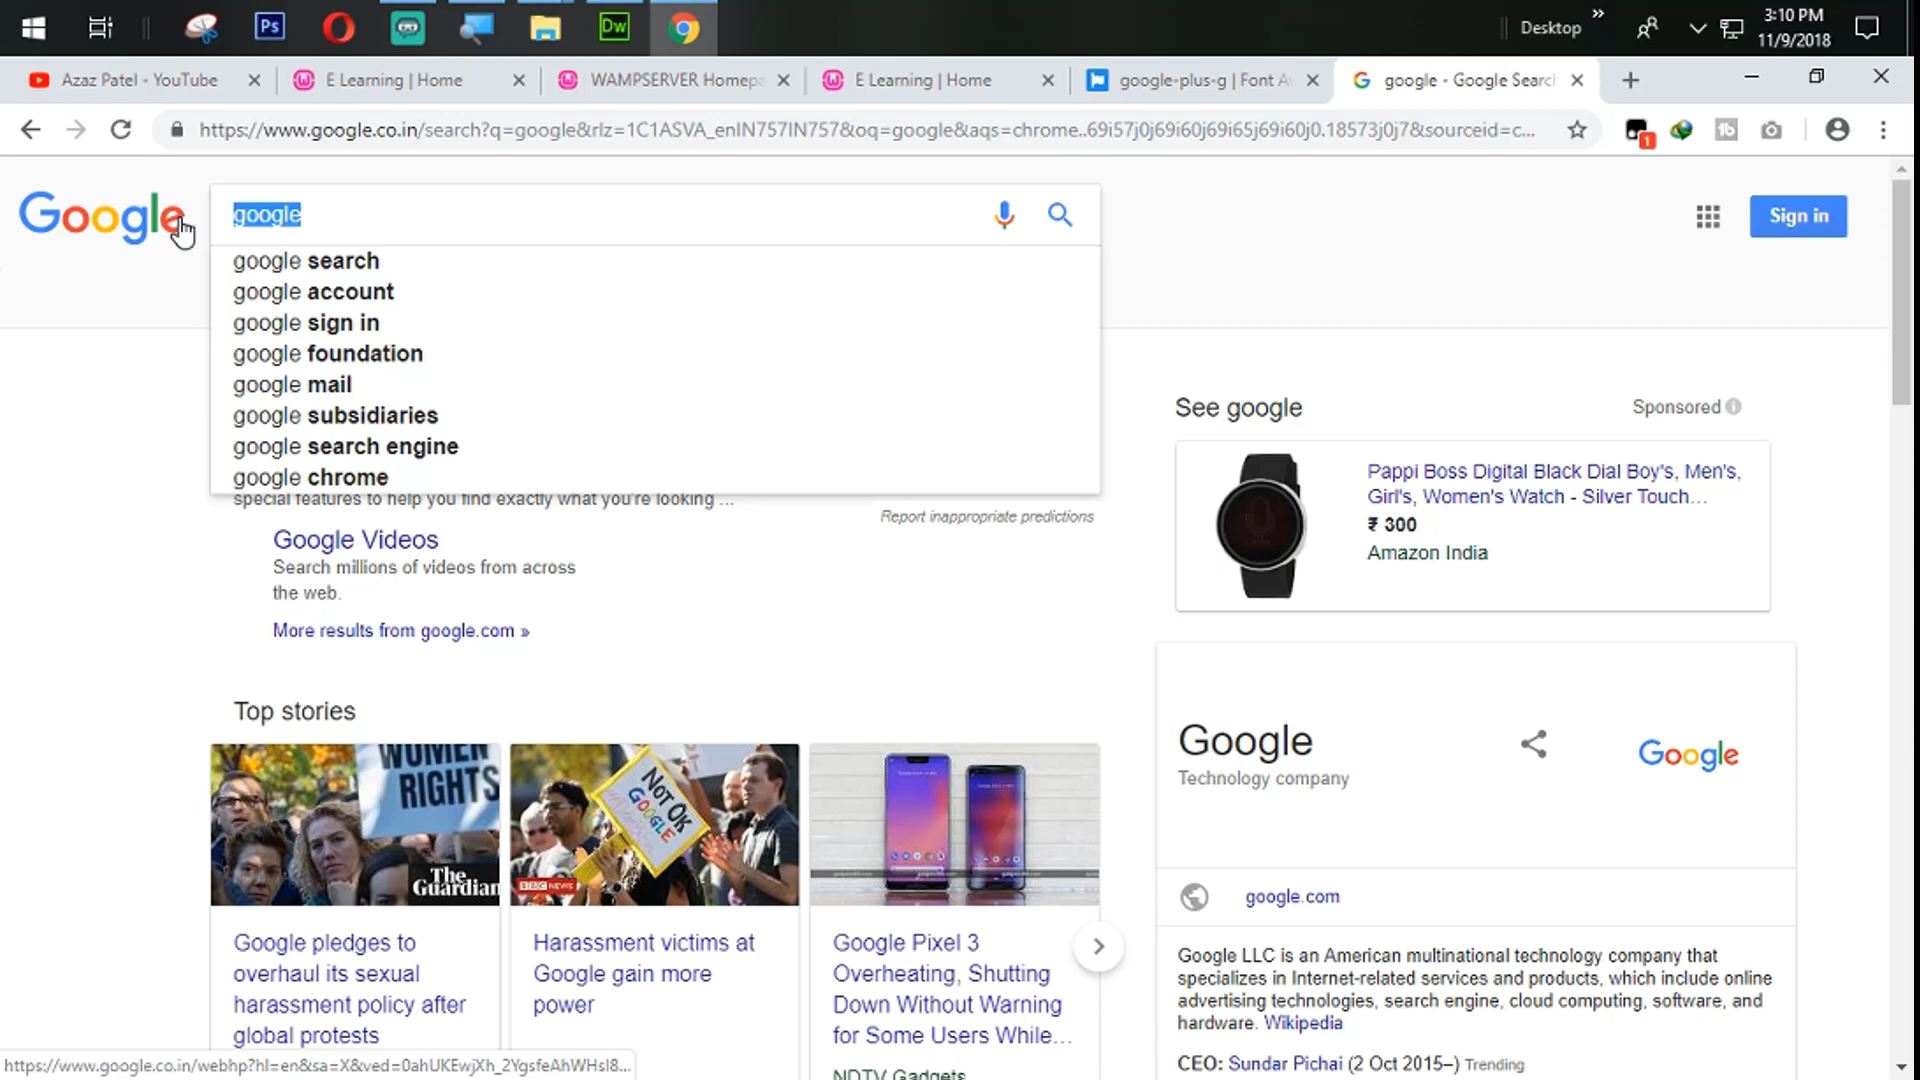 Ps
Dw
Desktop
»
3:10 PM
11/9/2018
Azaz Patel - YouTube
E Learning | Home
WAMPSERVER Homepa
E Learning | Home
google-plus-g | Font A
google - Google Search
https://www.google.co.in/search?q=google&rlz=1C1ASVA_enIN757IN757&oq=google&aqs=chrome..69i57j0j69i60j69i65j69i60j0.18573j0j7&sourceid=c...
1
Google
google
Sign in
google search
google account
google sign in
google foundation
google mail
google subsidiaries
google search engine
google chrome
special features to help you find exactly what you're looking ...
Report inappropriate predictions
Google Videos
Search millions of videos from across
the web.
More results from google.com »
See google
Sponsored
Pappi Boss Digital Black Dial Boy's, Men's,
Girl's, Women's Watch - Silver Touch...
₹ 300
Amazon India
Top stories
WOMEN
RIGHTS
The
Guardian
NOT OK
GOOGLE
BBC NEWS
Google pledges to
overhaul its sexual
harassment policy after
global protests
Harassment victims at
Google gain more
power
Google Pixel 3
Overheating, Shutting
Down Without Warning
for Some Users While...
NDTV Gadgets
Google
Technology company
Google
google.com
Google LLC is an American multinational technology company that
specializes in Internet-related services and products, which include online
advertising technologies, search engine, cloud computing, software, and
hardware. Wikipedia
CEO: Sundar Pichai (2 Oct 2015–) Trending
https://www.google.co.in/webhp?hl=en&sa=X&ved=0ahUKEwjXh_2YgsfeAhWHsI8...